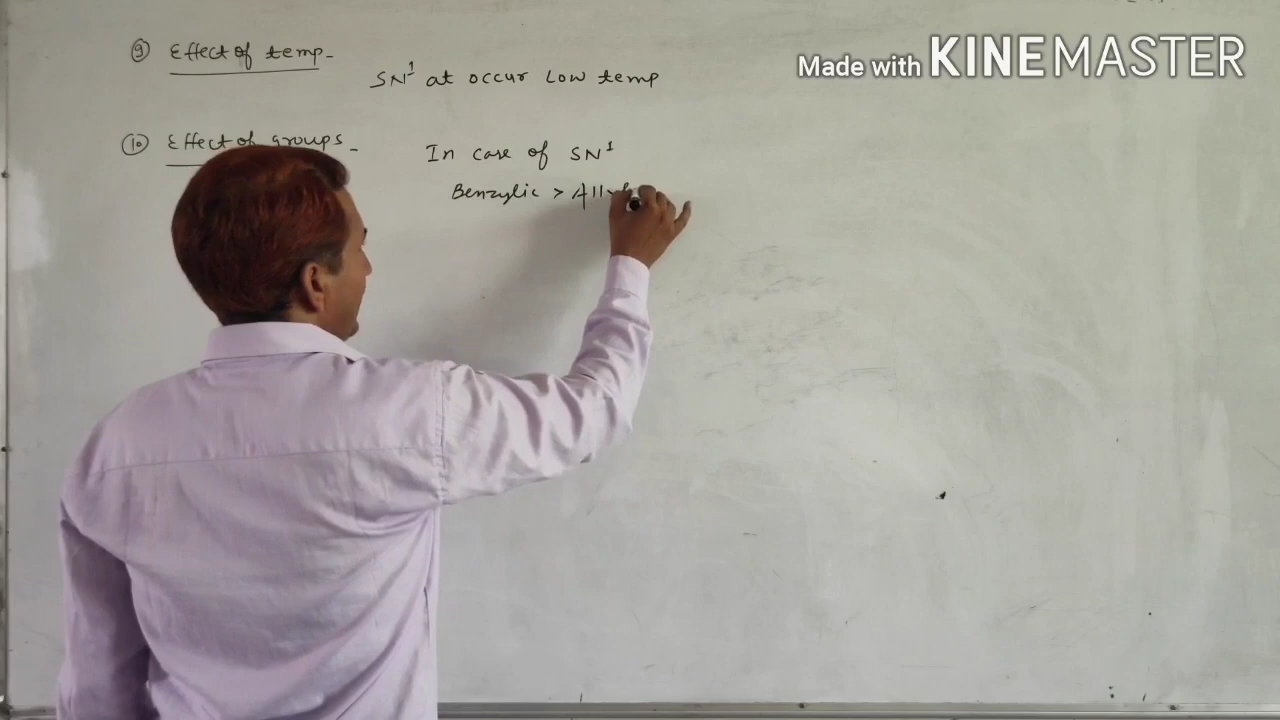 ⑨ Effect of temp-
SN¹ at occur Low temp
⑩ Effect of groups-
In case of SN¹
Benzylic >
Made with KINEMASTER